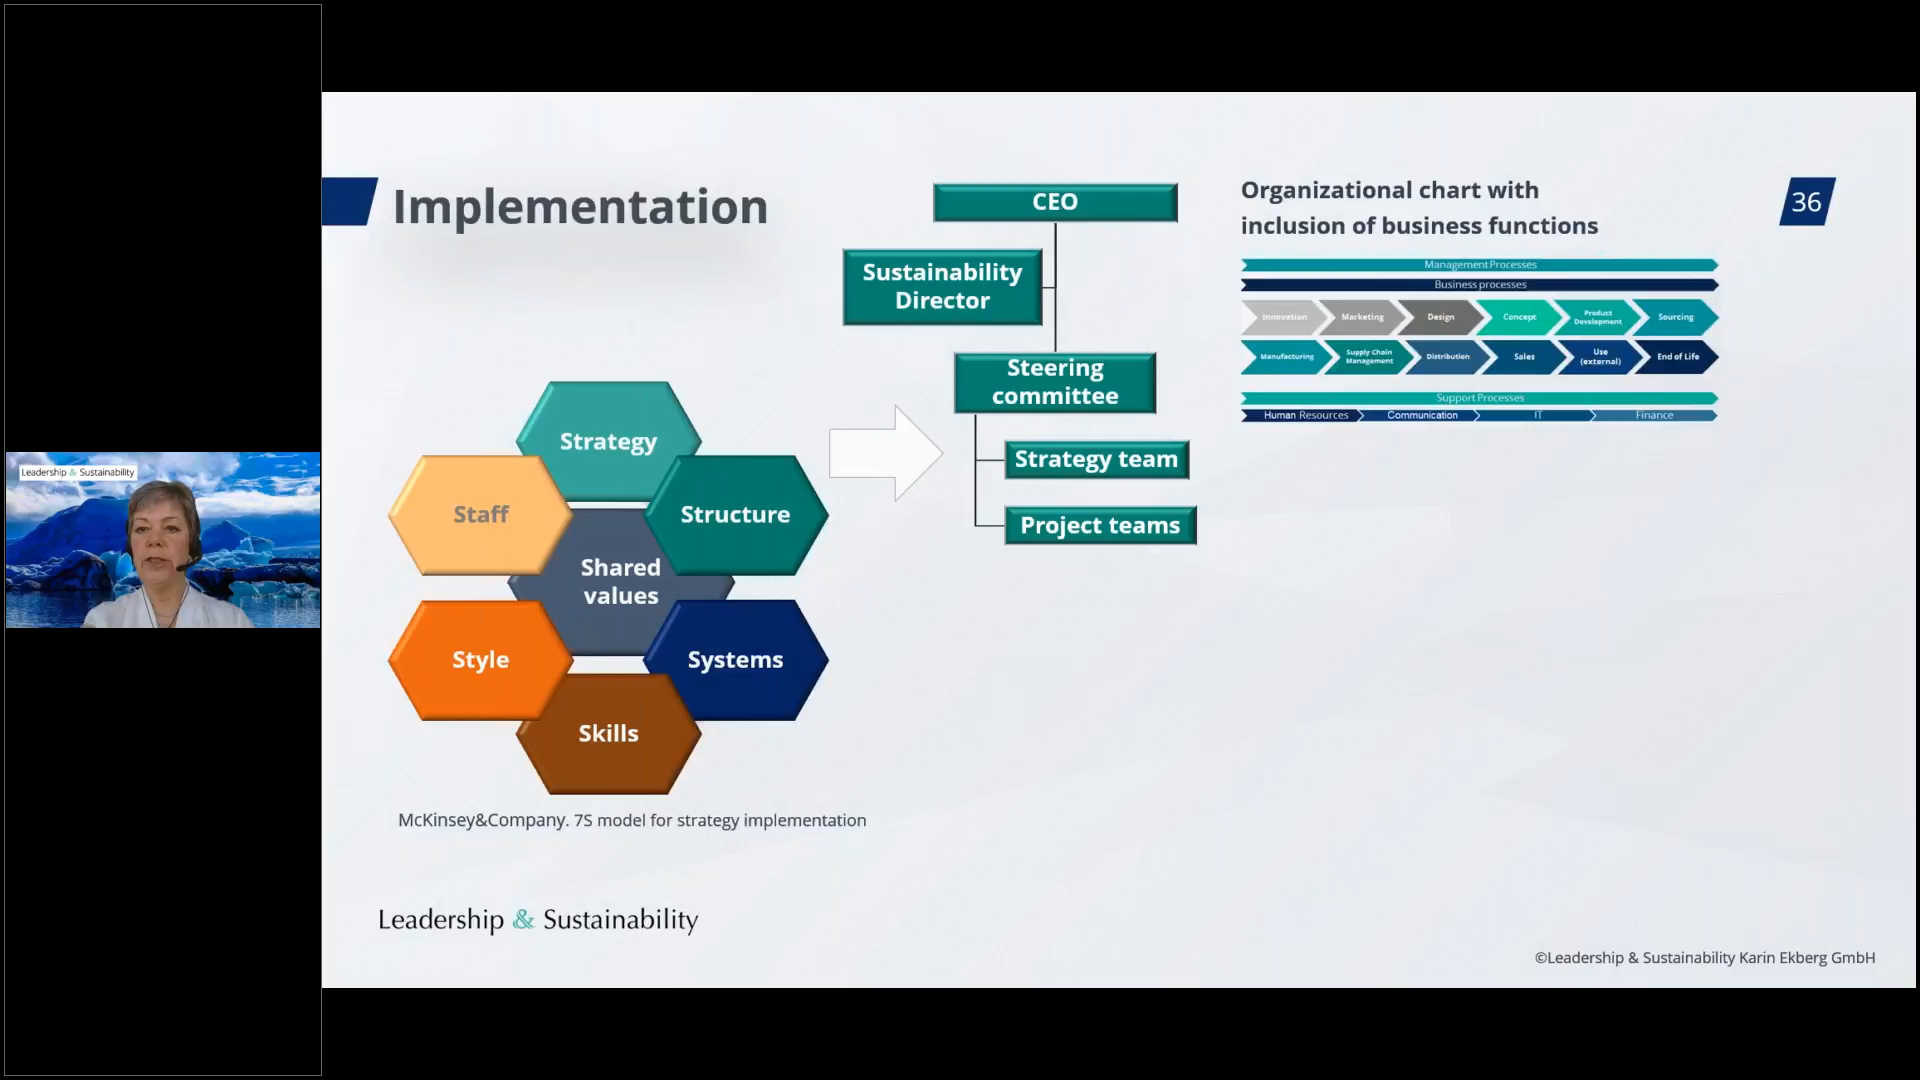 Leadership & Sustainability
Implementation
Strategy
Staff
Structure
Shared
values
Style
Systems
Skills
McKinsey&Company. 7S model for strategy implementation
CEO
Sustainability
Director
Steering
committee
Strategy team
Project teams
Organizational chart with
inclusion of business functions
36
Management Processes
Business processes
Innovation
Marketing
Design
Concept
Product
Development
Sourcing
Manufacturing
Supply Chain
Management
Distribution
Sales
Use
(external)
End of Life
Support Processes
Human Resources
Communication
IT
Finance
Leadership & Sustainability
©Leadership & Sustainability Karin Ekberg GmbH